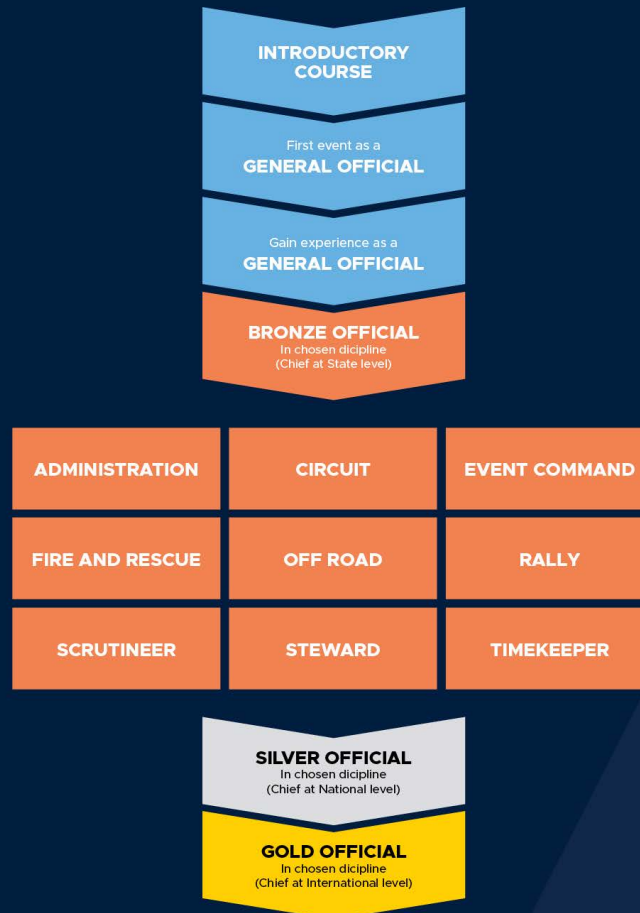 INTRODUCTORY
COURSE
First event as a
GENERAL OFFICIAL
Gain experience as a
GENERAL OFFICIAL
BRONZE OFFICIAL
In chosen dicipline
(Chief at State level)
ADMINISTRATION
CIRCUIT
EVENT COMMAND
FIRE AND RESCUE
OFF ROAD
RALLY
SCRUTINEER
STEWARD
TIMEKEEPER
SILVER OFFICIAL
In chosen dicipline
(Chief at National level)
GOLD OFFICIAL
In chosen dicipline
(Chief at International level)